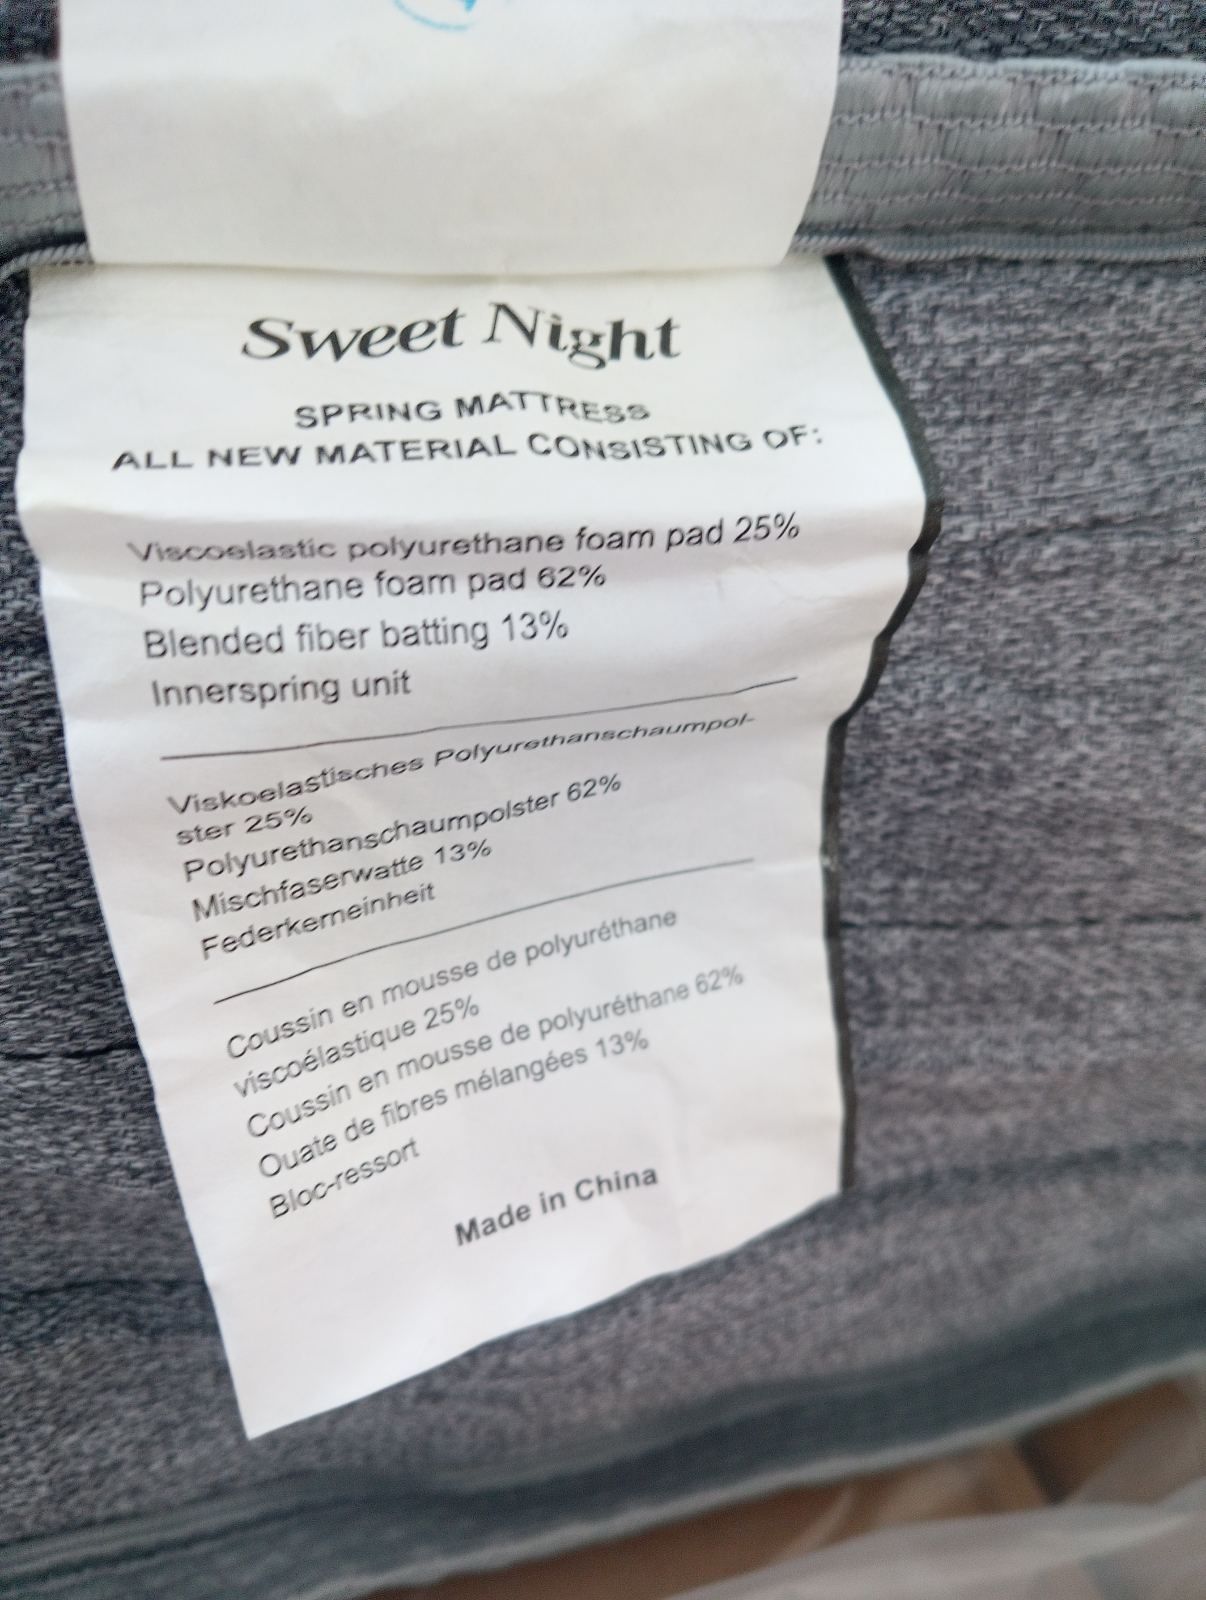 Sweet Night
SPRING MATTRESS
ALL NEW MATERIAL CONSISTING OF:
Viscoelastic polyurethane foam pad 25%
Polyurethane foam pad 62%
Blended fiber batting 13%
Innerspring unit
Viskoelastisches Polyurethanschaumpol-
ster 25%
Polyurethanschaumpolster 62%
Mischfaserwatte 13%
Federkerneinheit
Coussin en mousse de polyuréthane
viscoélastique 25%
Coussin en mousse de polyuréthane 62%
Ouate de fibres mélangées 13%
Bloc-ressort
Made in China